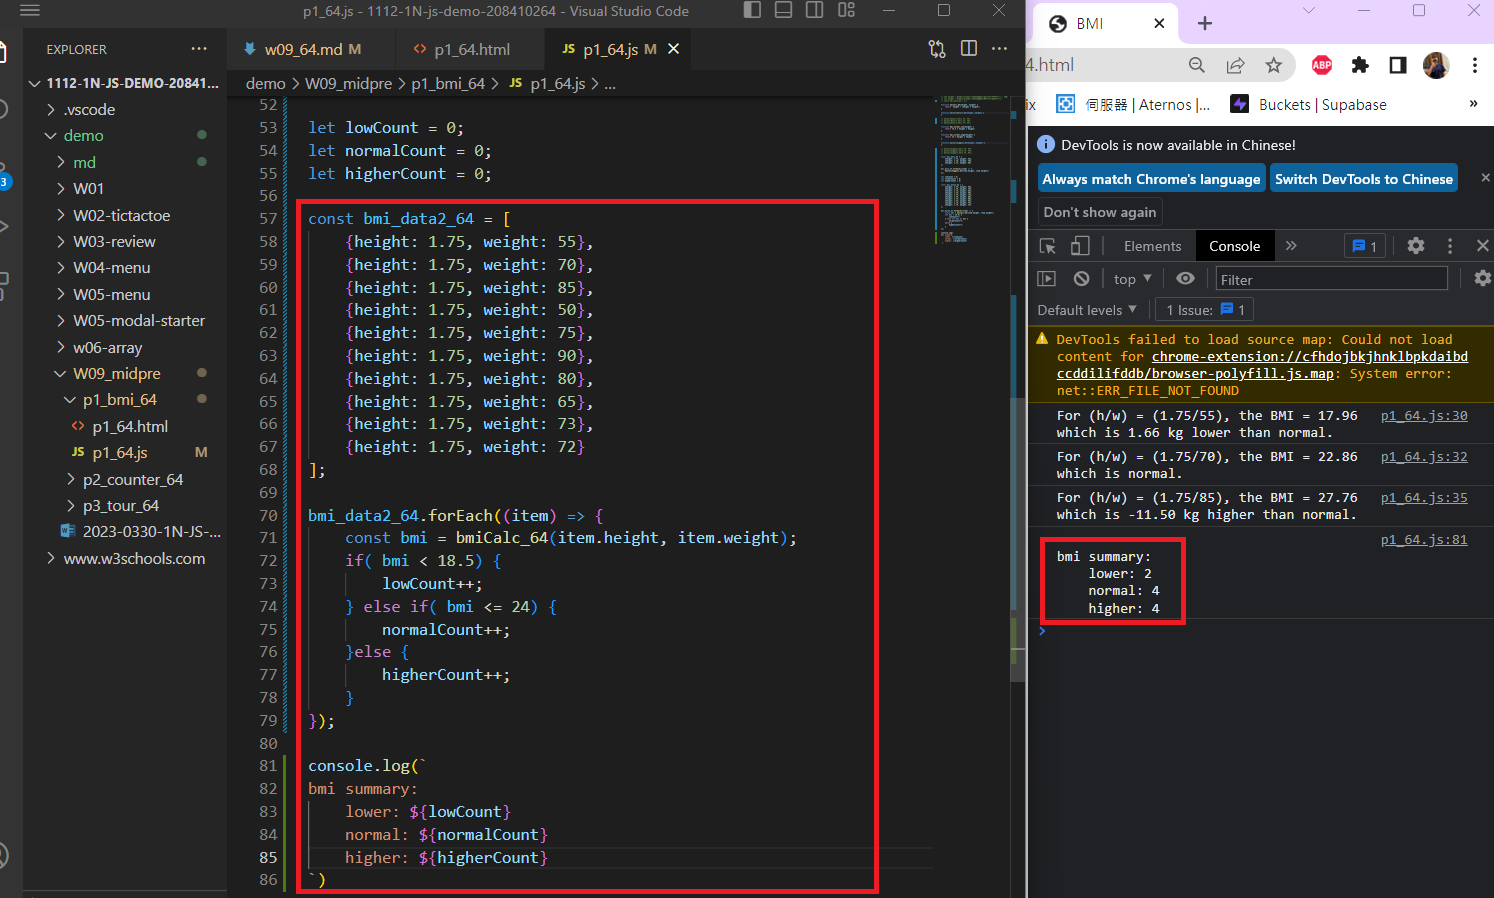 p1_64.js - 1112-1N-js-demo-208410264 - Visual Studio Code
EXPLORER
1112-1N-JS-DEMO-20841...
.vscode
demo
md
W01
W02-tictactoe
W03-review
W04-menu
W05-menu
W05-modal-starter
w06-array
W09_midpre
p1_bmi_64
<> p1_64.html
JS p1_64.js M
p2_counter_64
p3_tour_64
2023-0330-1N-JS-...
www.w3schools.com
3
w09_64.md M
<> p1_64.html
JS p1_64.js M
demo > W09_midpre > p1_bmi_64 > JS p1_64.js > ...
52
53 let lowCount = 0;
54 let normalCount = 0;
55 let higherCount = 0;
56
57 const bmi_data2_64 = [
58 {height: 1.75, weight: 55},
59 {height: 1.75, weight: 70},
60 {height: 1.75, weight: 85},
61 {height: 1.75, weight: 50},
62 {height: 1.75, weight: 75},
63 {height: 1.75, weight: 90},
64 {height: 1.75, weight: 80},
65 {height: 1.75, weight: 65},
66 {height: 1.75, weight: 73},
67 {height: 1.75, weight: 72}
68 ];
69
70 bmi_data2_64.forEach((item) => {
71 const bmi = bmiCalc_64(item.height, item.weight);
72 if( bmi < 18.5) {
73 lowCount++;
74 } else if( bmi <= 24) {
75 normalCount++;
76 }else {
77 higherCount++;
78 }
79 });
80
81 console.log(`
82 bmi summary:
83 lower: ${lowCount}
84 normal: ${normalCount}
85 higher: ${higherCount}
86 `)
BMI
4.html
ABP
ix
伺服器 | Aternos |...
Buckets | Supabase
»
DevTools is now available in Chinese!
Always match Chrome's language
Switch DevTools to Chinese
Don't show again
Elements
Console
»
1
top
Filter
Default levels
1 Issue: 1
DevTools failed to load source map: Could not load
content for chrome-extension://cfhdojbkjhnklbpkdaibd
ccddilifddb/browser-polyfill.js.map: System error:
net::ERR_FILE_NOT_FOUND
For (h/w) = (1.75/55), the BMI = 17.96 p1_64.js:30
which is 1.66 kg lower than normal.
For (h/w) = (1.75/70), the BMI = 22.86 p1_64.js:32
which is normal.
For (h/w) = (1.75/85), the BMI = 27.76 p1_64.js:35
which is -11.50 kg higher than normal.
p1_64.js:81
bmi summary:
lower: 2
normal: 4
higher: 4